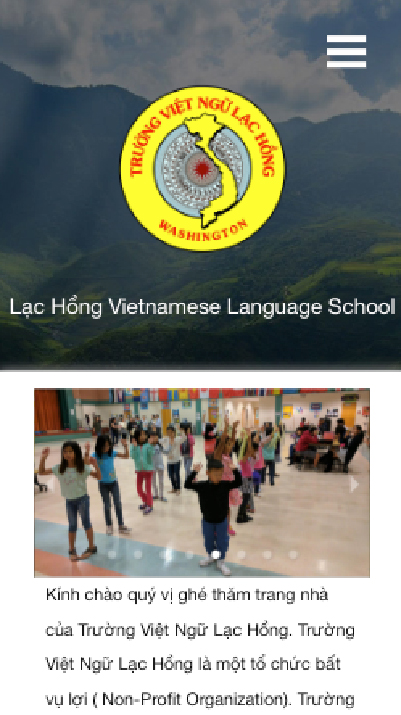 TRƯỜNG VIỆT NGỮ LẠC HỒNG
WASHINGTON
Lạc Hồng Vietnamese Language School
Kính chào quý vị ghé thăm trang nhà
của Trường Việt Ngữ Lạc Hồng. Trường
Việt Ngữ Lạc Hồng là một tổ chức bất
vụ lợi ( Non-Profit Organization). Trường